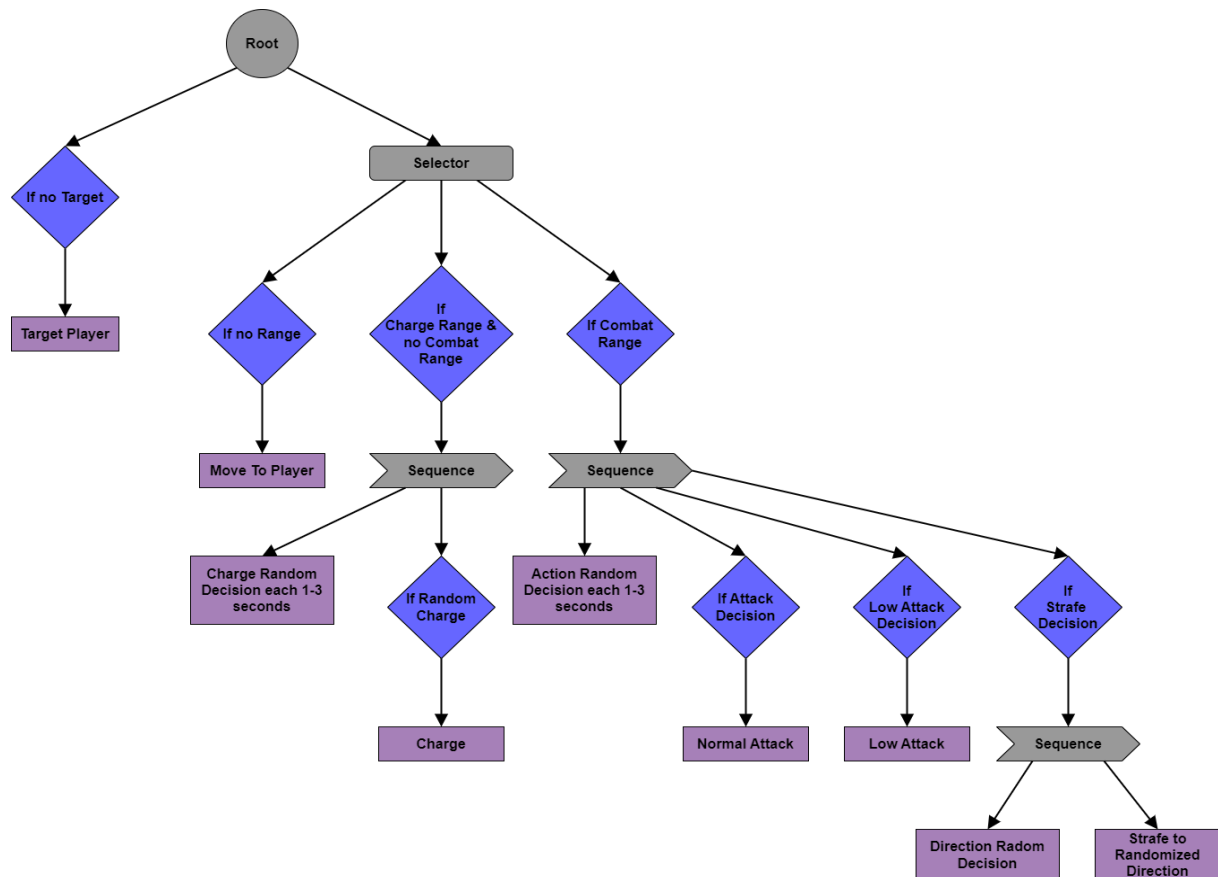 Root
Selector
If no Target
If no Range
If
Charge Range &
no Combat
Range
If Combat
Range
Target Player
Move To Player
Sequence
Sequence
Charge Random
Decision each 1-3
seconds
If Random
Charge
Action Random
Decision each 1-3
seconds
If Attack
Decision
If
Low Attack
Decision
If
Strafe
Decision
Charge
Normal Attack
Low Attack
Sequence
Direction Radom
Decision
Strafe to
Randomized
Direction